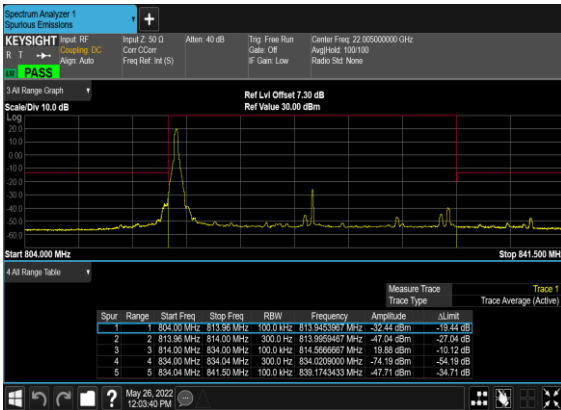 Spectrum Analyzer 1
Spurious Emissions
+
KEYSIGHT
R T
LW PASS
Input: RF
Coupling: DC
Align: Auto
Input Z: 50 Ω
Corr CCorr
Freq Ref: Int (S)
Atten: 40 dB
Trig: Free Run
Gate: Off
IF Gain: Low
Center Freq: 22.005000000 GHz
Avg|Hold: 100/100
Radio Std: None
3 All Range Graph
Scale/Div 10.0 dB
Ref Lvl Offset 7.30 dB
Ref Value 30.00 dBm
Log
20.0
10.0
0.00
-10.0
-20.0
-30.0
-40.0
-50.0
-60.0
Start 804.000 MHz
Stop 841.500 MHz
4 All Range Table
Measure Trace Trace 1
Trace Type Trace Average (Active)
Spur Range Start Freq Stop Freq RBW Frequency Amplitude ΔLimit
1 1 804.00 MHz 813.96 MHz 100.0 kHz 813.9453967 MHz -32.44 dBm -19.44 dB
2 2 813.96 MHz 814.00 MHz 300.0 Hz 813.9959467 MHz -47.04 dBm -27.04 dB
3 3 814.00 MHz 834.00 MHz 100.0 kHz 814.5666667 MHz 19.88 dBm -10.12 dB
4 4 834.00 MHz 834.04 MHz 300.0 Hz 834.0209000 MHz -74.19 dBm -54.19 dB
5 5 834.04 MHz 841.50 MHz 100.0 kHz 839.1743433 MHz -47.71 dBm -34.71 dB
?
May 26, 2022
12:03:40 PM